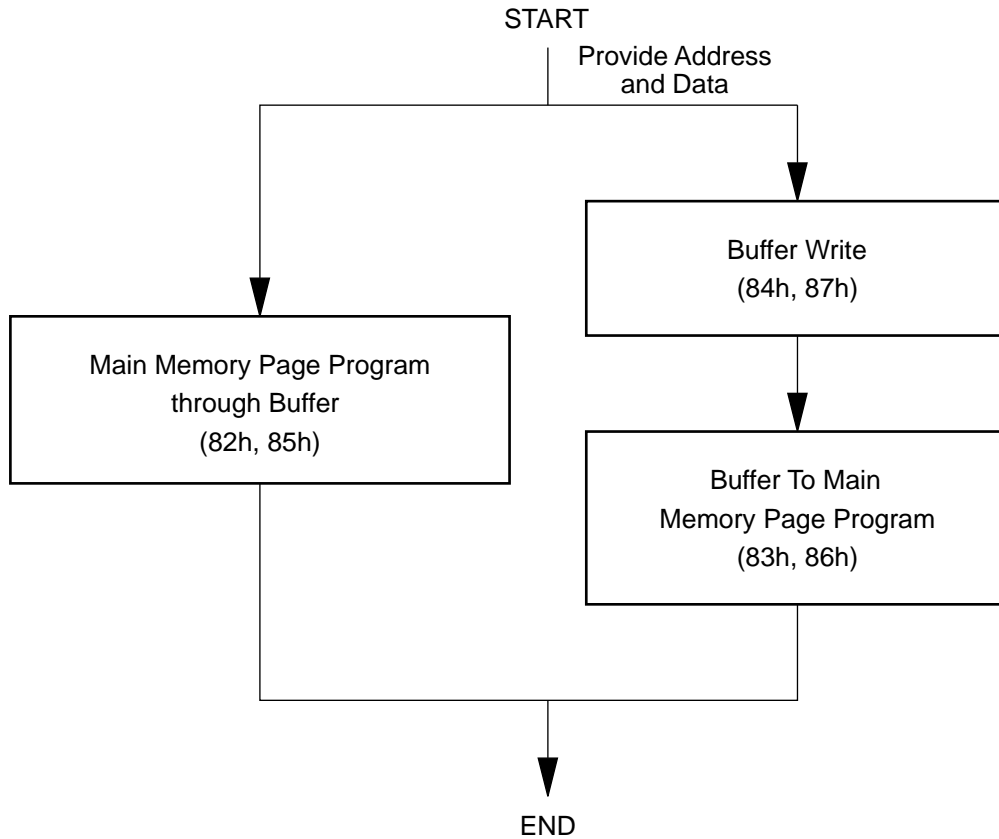 START
Provide Address
and Data
Buffer Write
(84h, 87h)
Main Memory Page Program
through Buffer
(82h, 85h)
Buffer To Main
Memory Page Program
(83h, 86h)
END